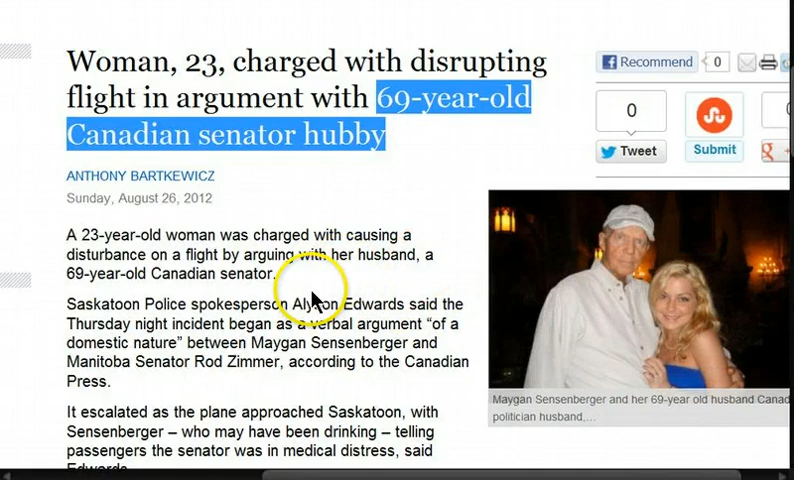 Woman, 23, charged with disrupting
flight in argument with 69-year-old
Canadian senator hubby
ANTHONY BARTKEWICZ
Sunday, August 26, 2012
A 23-year-old woman was charged with causing a
disturbance on a flight by arguing with her husband, a
69-year-old Canadian senator.
Saskatoon Police spokesperson Alyson Edwards said the
Thursday night incident began as a verbal argument “of a
domestic nature” between Maygan Sensenberger and
Manitoba Senator Rod Zimmer, according to the Canadian
Press.
It escalated as the plane approached Saskatoon, with
Sensenberger – who may have been drinking – telling
passengers the senator was in medical distress, said
Edwards
Recommend 0
0
Tweet
Submit
0
g +
Maygan Sensenberger and her 69-year old husband Canad
politician husband,...